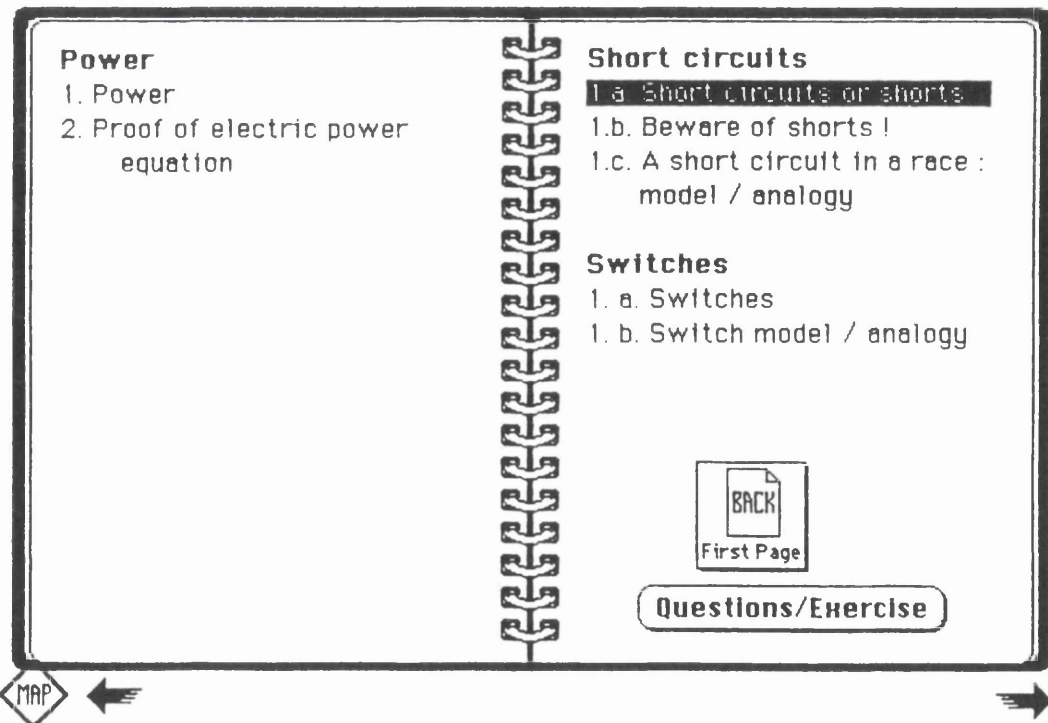 Power
1. Power
2. Proof of electric power
equation
Short circuits
1.a. Short circuits or shorts
1.b. Beware of shorts !
1.c. A short circuit in a race :
model / analogy
Switches
1. a. Switches
1. b. Switch model / analogy
BACK
First Page
Questions/Exercise
MAP